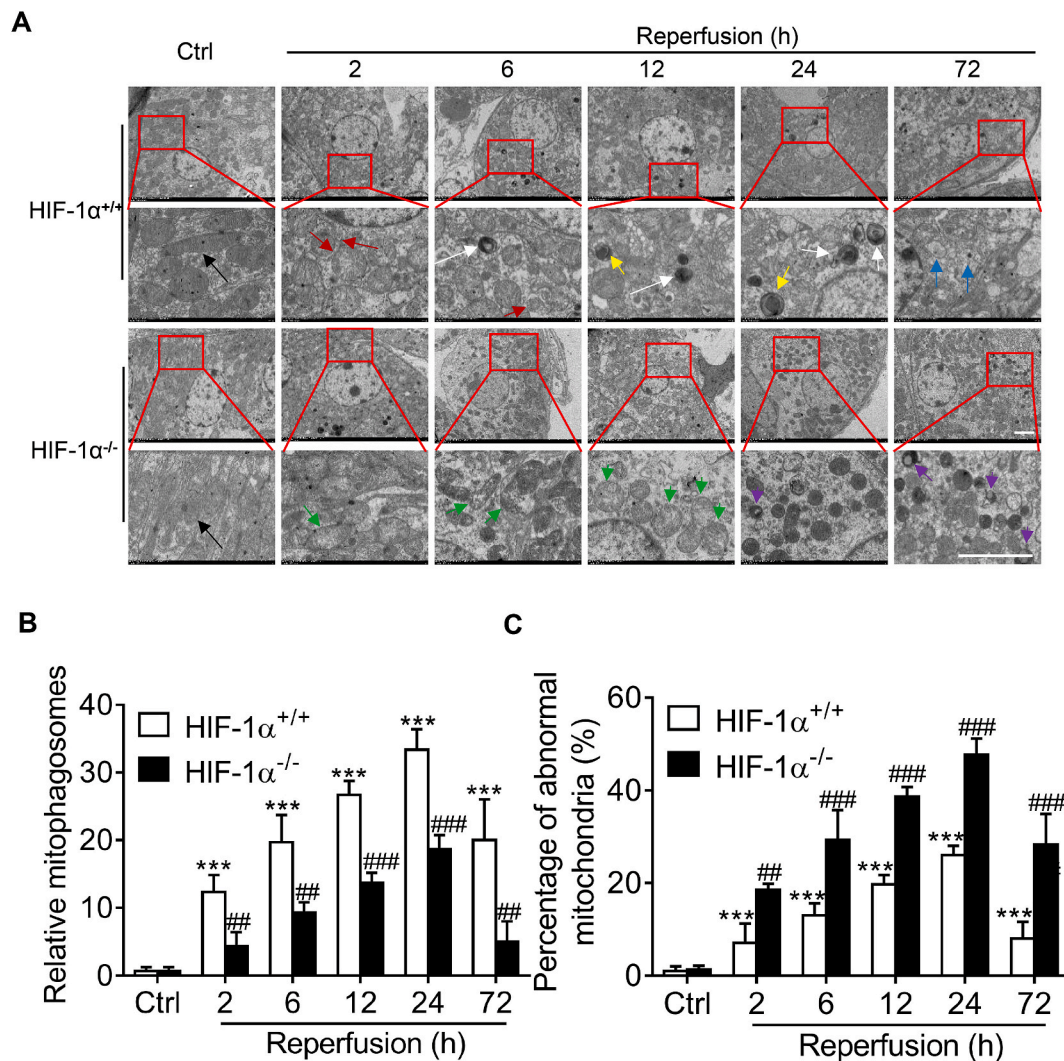 A
Ctrl
Reperfusion (h)
2 6 12 24 72
HIF-1α+/+
HIF-1α-/-
B
Relative mitophagosomes
40
30
20
10
0
HIF-1α+/+
HIF-1α-/-
***
##
***
##
***
###
***
###
***
##
Ctrl 2 6 12 24 72
Reperfusion (h)
C
Percentage of abnormal
mitochondria (%)
60
40
20
0
HIF-1α+/+
HIF-1α-/-
***
##
***
###
***
###
***
###
***
###
Ctrl 2 6 12 24 72
Reperfusion (h)